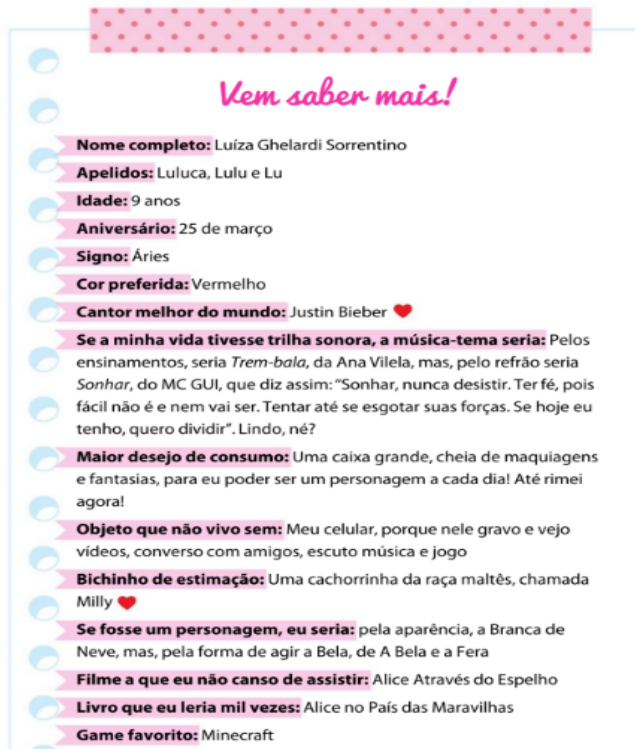 Vem saber mais!
Nome completo: Luíza Ghelardi Sorrentino
Apelidos: Luluca, Lulu e Lu
Idade: 9 anos
Aniversário: 25 de março
Signo: Áries
Cor preferida: Vermelho
Cantor melhor do mundo: Justin Bieber
Se a minha vida tivesse trilha sonora, a música-tema seria: Pelos
ensinamentos, seria Trem-bala, da Ana Vilela, mas, pelo refrão seria
Sonhar, do MC GUI, que diz assim: “Sonhar, nunca desistir. Ter fé, pois
fácil não é e nem vai ser. Tentar até se esgotar suas forças. Se hoje eu
tenho, quero dividir”. Lindo, né?
Maior desejo de consumo: Uma caixa grande, cheia de maquiagens
e fantasias, para eu poder ser um personagem a cada dia! Até rimei
agora!
Objeto que não vivo sem: Meu celular, porque nele gravo e vejo
vídeos, converso com amigos, escuto música e jogo
Bichinho de estimação: Uma cachorrinha da raça maltês, chamada
Milly
Se fosse um personagem, eu seria: pela aparência, a Branca de
Neve, mas, pela forma de agir a Bela, de A Bela e a Fera
Filme a que eu não canso de assistir: Alice Através do Espelho
Livro que eu leria mil vezes: Alice no País das Maravilhas
Game favorito: Minecraft